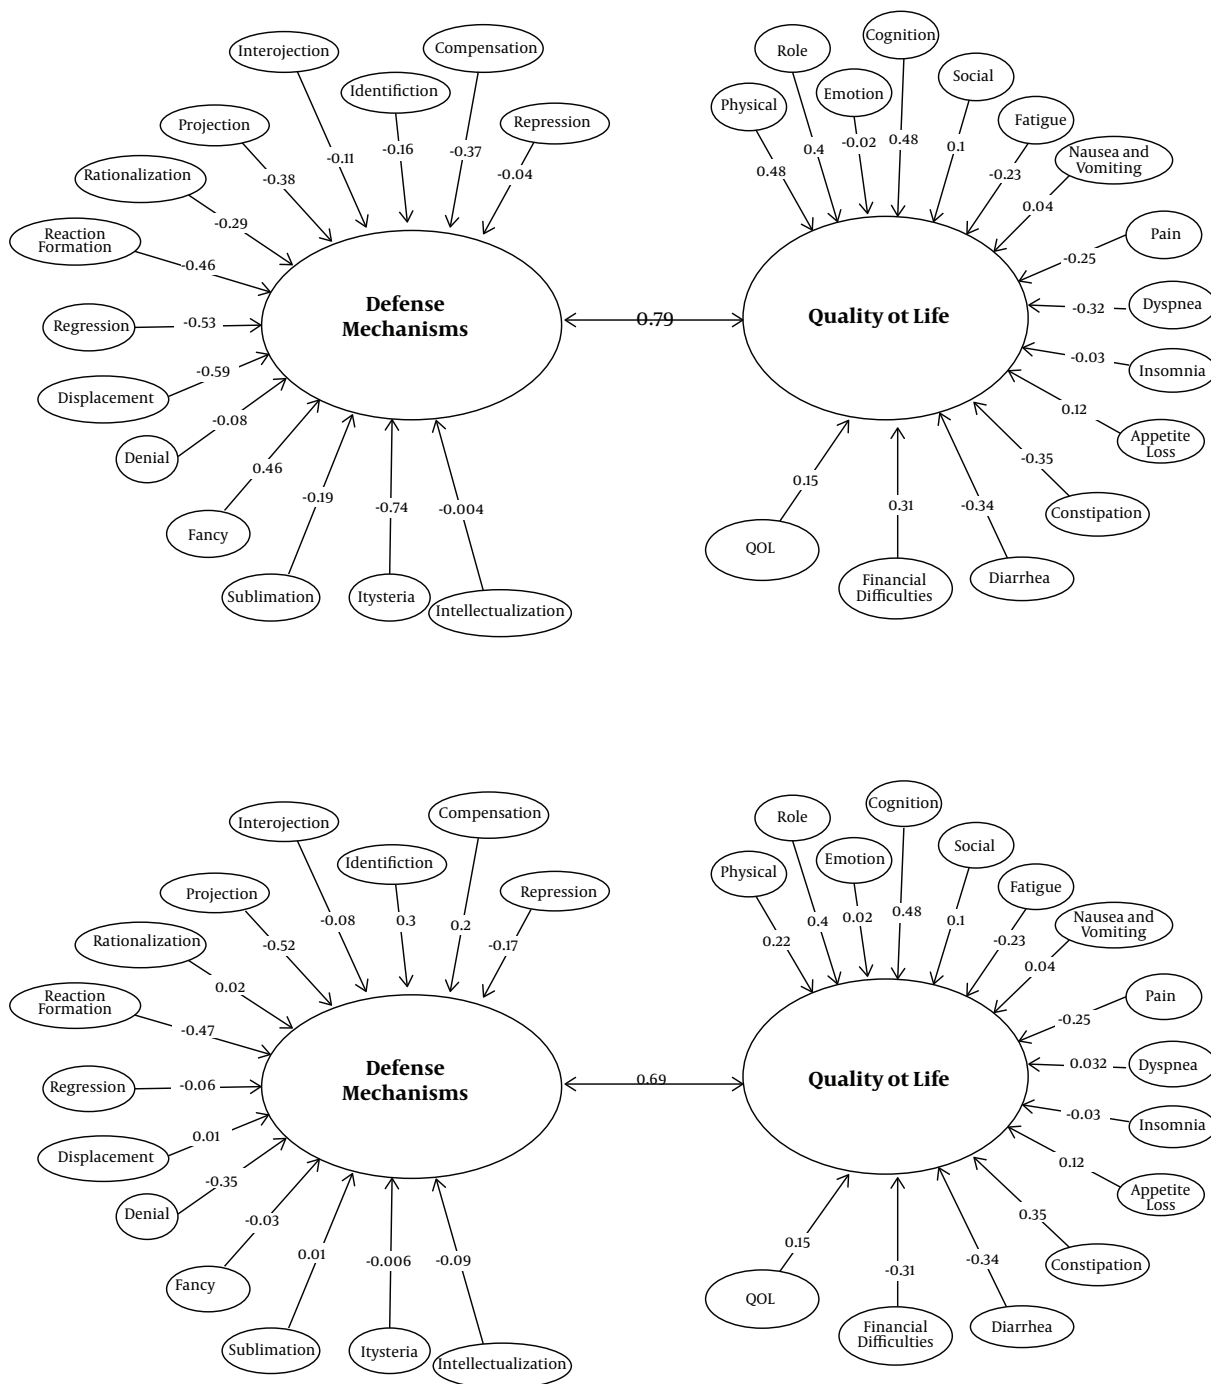 Interojection
Compensation
Identifiction
Projection
Repression
Rationalization
Reaction
Formation
Regression
Displacement
Denial
Fancy
Sublimation
Itysteria
Intellectualization
-0.11
-0.16
-0.37
-0.04
-0.38
-0.29
-0.46
-0.53
-0.59
-0.08
0.46
-0.19
-0.74
-0.004
Defense
Mechanisms
0.79
Quality ot Life
Physical
Role
Emotion
Cognition
Social
Fatigue
Nausea and
Vomiting
Pain
Dyspnea
Insomnia
Appetite
Loss
Constipation
Diarrhea
Financial
Difficulties
QOL
0.48
0.4
-0.02
0.48
0.1
-0.23
0.04
-0.25
-0.32
-0.03
0.12
-0.35
-0.34
0.31
0.15
Interojection
Compensation
Identifiction
Projection
Repression
Rationalization
Reaction
Formation
Regression
Displacement
Denial
Fancy
Sublimation
Itysteria
Intellectualization
-0.08
0.3
0.2
-0.17
-0.52
0.02
-0.47
-0.06
0.01
-0.35
-0.03
0.01
-0.006
-0.09
Defense
Mechanisms
0.69
Quality ot Life
Physical
Role
Emotion
Cognition
Social
Fatigue
Nausea and
Vomiting
Pain
Dyspnea
Insomnia
Appetite
Loss
Constipation
Diarrhea
Financial
Difficulties
QOL
0.22
0.4
0.02
0.48
0.1
-0.23
0.04
-0.25
0.032
-0.03
0.12
0.35
-0.34
-0.31
0.15